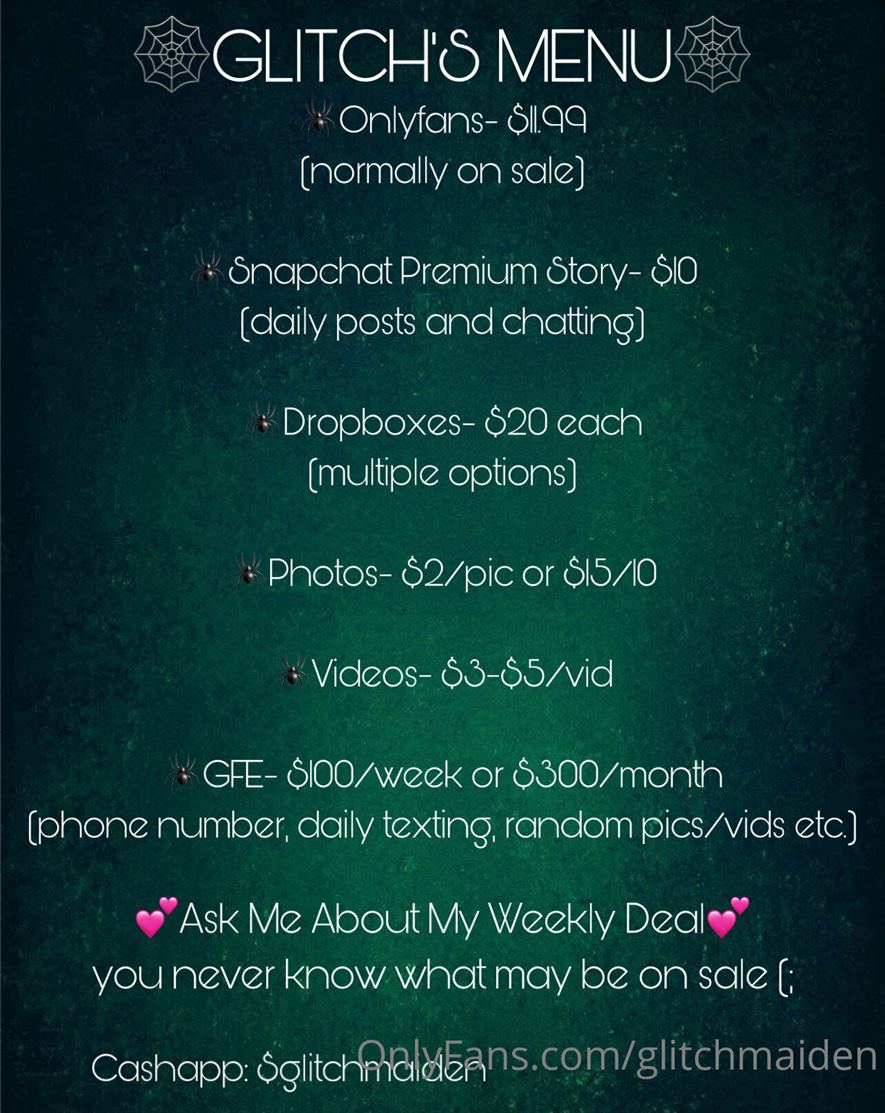 🕸️GLITCH'S MENU🕸️
🕷️Onlyfans- $11.99
(normally on sale)
🕷️Snapchat Premium Story- $10
(daily posts and chatting)
🕷️Dropboxes- $20 each
(multiple options)
🕷️Photos- $2/pic or $15/10
🕷️Videos- $3-$5/vid
🕷️GFE- $100/week or $300/month
(phone number, daily texting, random pics/vids etc.)
💕Ask Me About My Weekly Deal💕
you never know what may be on sale (;
Cashapp: $glitchmaiden
OnlyFans.com/glitchmaiden